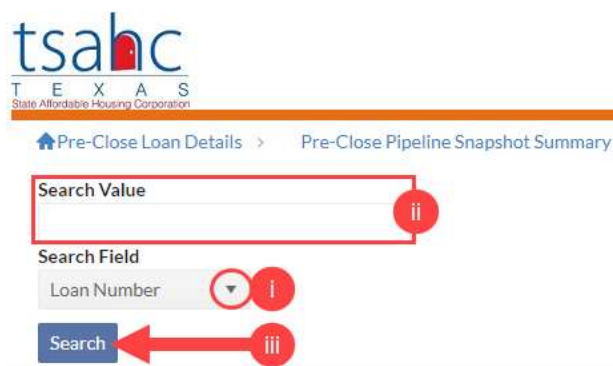 tsahc
T E X A S
State Affordable Housing Corporation
Pre-Close Loan Details > Pre-Close Pipeline Snapshot Summary
Search Value
ii
Search Field
Loan Number
i
Search
iii